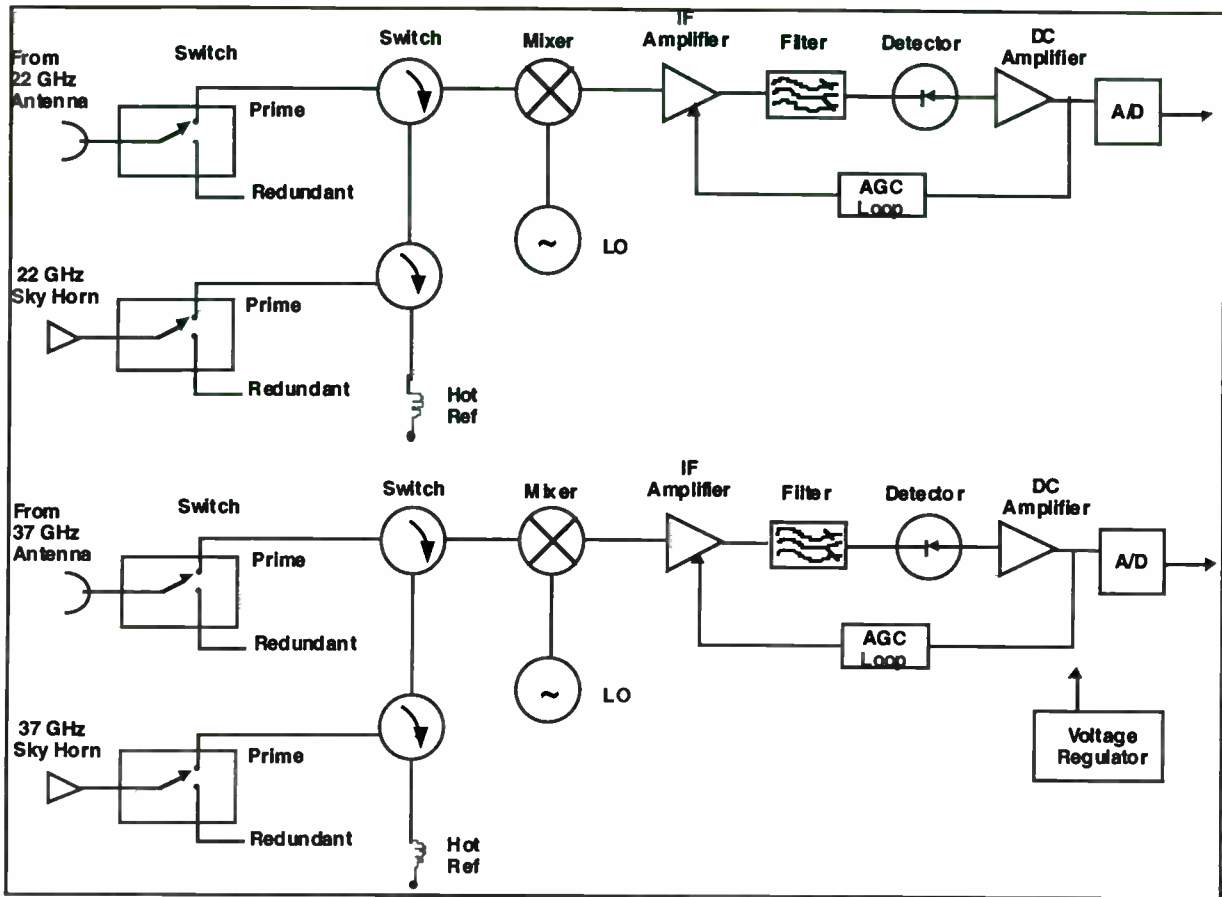 IF
Amplifier
Switch
Mixer
Filter
Detector
DC
Amplifier
From
22 GHz
Antenna
Switch
Prime
Redundant
A/D
AGC
Loop
~
LO
22 GHz
Sky Horn
Prime
Redundant
Hot
Ref
Switch
Mixer
IF
Amplifier
Filter
Detector
DC
Amplifier
From
37 GHz
Antenna
Switch
Prime
Redundant
A/D
AGC
Loop
~
LO
37 GHz
Sky Horn
Prime
Redundant
Hot
Ref
Voltage
Regulator